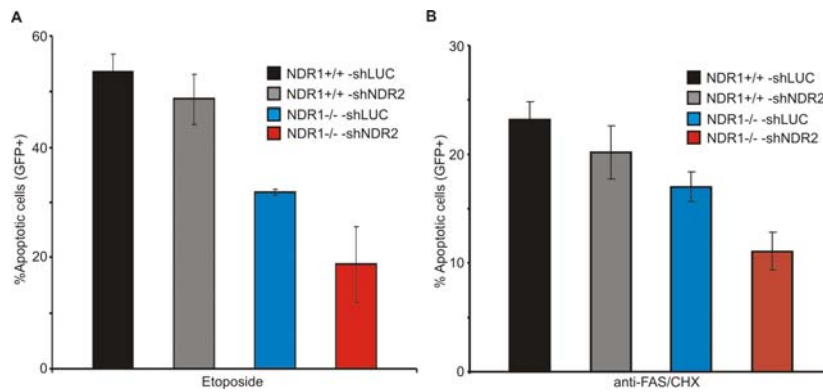 A
%Apoptotic cells (GFP+)
60
40
20
0
NDR1+/+ -shLUC
NDR1+/+ -shNDR2
NDR1-/- -shLUC
NDR1-/- -shNDR2
Etoposide
B
% Apoptotic cells (GFP+)
30
20
10
0
NDR1+/+ -shLUC
NDR1+/+ -shNDR2
NDR1-/- -shLUC
NDR1-/- -shNDR2
anti-FAS/CHX